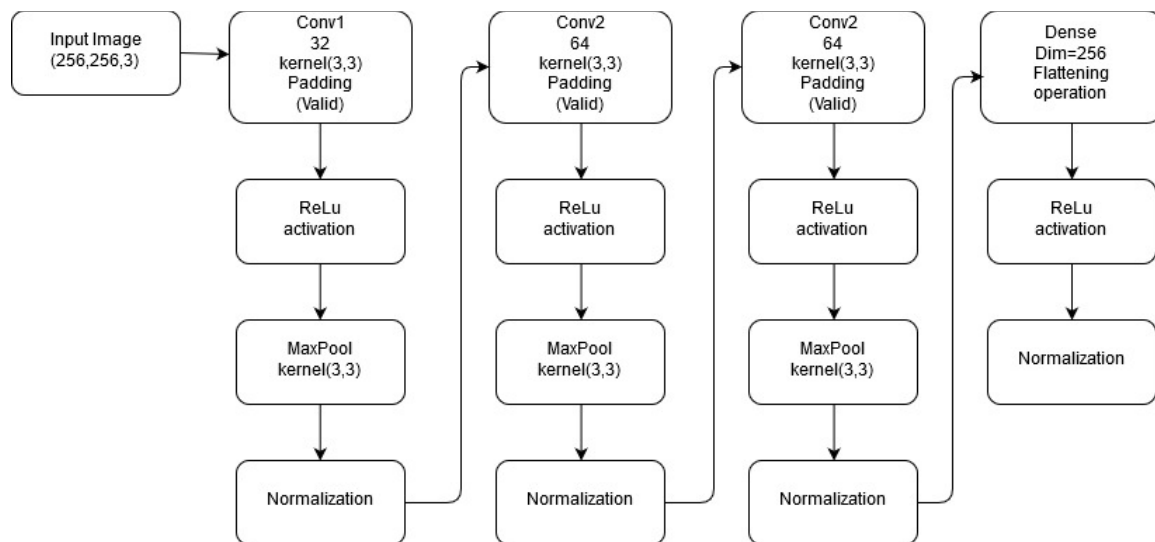 Input Image
(256,256,3)
Conv1
32
kernel(3,3)
Padding
(Valid)
ReLu
activation
MaxPool
kernel(3,3)
Normalization
Conv2
64
kernel(3,3)
Padding
(Valid)
ReLu
activation
MaxPool
kernel(3,3)
Normalization
Conv2
64
kernel(3,3)
Padding
(Valid)
ReLu
activation
MaxPool
kernel(3,3)
Normalization
Dense
Dim=256
Flattening
operation
ReLu
activation
Normalization